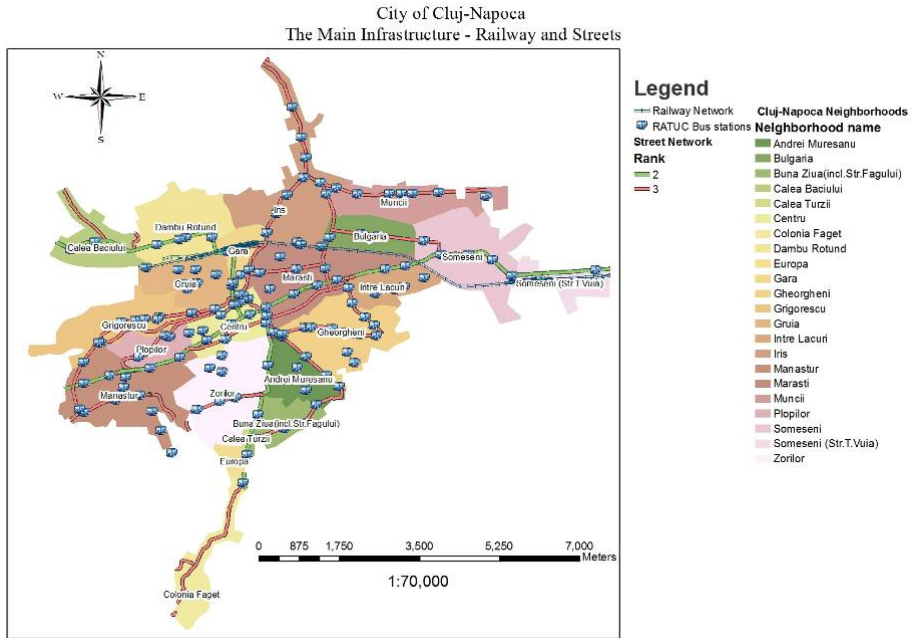 City of Cluj-Napoca
The Main Infrastructure - Railway and Streets
N
W
E
S
Iris
Muncii
Dambu Rotund
Calea Baciului
Gara
Bulgaria
Someseni
Marasti
Someseni (Str.T.Vuia)
Gruia
Intre Lacuri
Grigorescu
Centru
Gheorgheni
Plopilor
Andrei Muresanu
Manastur
Zorilor
Buna Ziua(incl.Str.Fagului)
Calea Turzii
Europa
Colonia Faget
0 875 1,750 3,500 5,250 7,000
Meters
1:70,000
Legend
Railway Network
RATUC Bus stations
Street Network
Rank
2
3
Cluj-Napoca Neighborhoods
Neighborhood name
Andrei Muresanu
Bulgaria
Buna Ziua(incl.Str.Fagului)
Calea Baciului
Calea Turzii
Centru
Colonia Faget
Dambu Rotund
Europa
Gara
Gheorgheni
Grigorescu
Gruia
Intre Lacuri
Iris
Manastur
Marasti
Muncii
Plopilor
Someseni
Someseni (Str.T.Vuia)
Zorilor